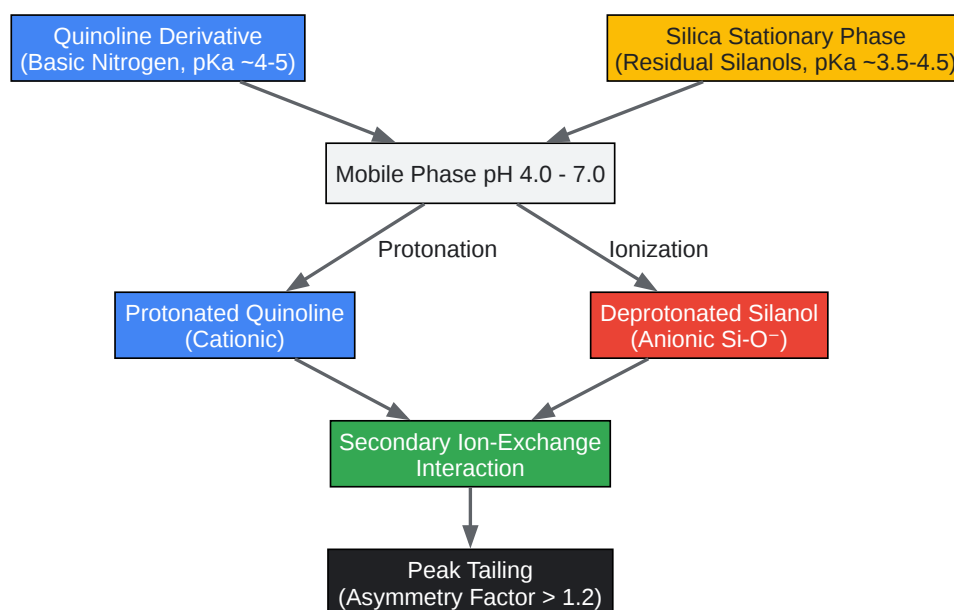 Quinoline Derivative
(Basic Nitrogen, pKa ~4-5)
Silica Stationary Phase
(Residual Silanols, pKa ~3.5-4.5)
Mobile Phase pH 4.0 - 7.0
Protonation
Ionization
Protonated Quinoline
(Cationic)
Deprotonated Silanol
(Anionic Si-O⁻)
Secondary Ion-Exchange
Interaction
Peak Tailing
(Asymmetry Factor > 1.2)